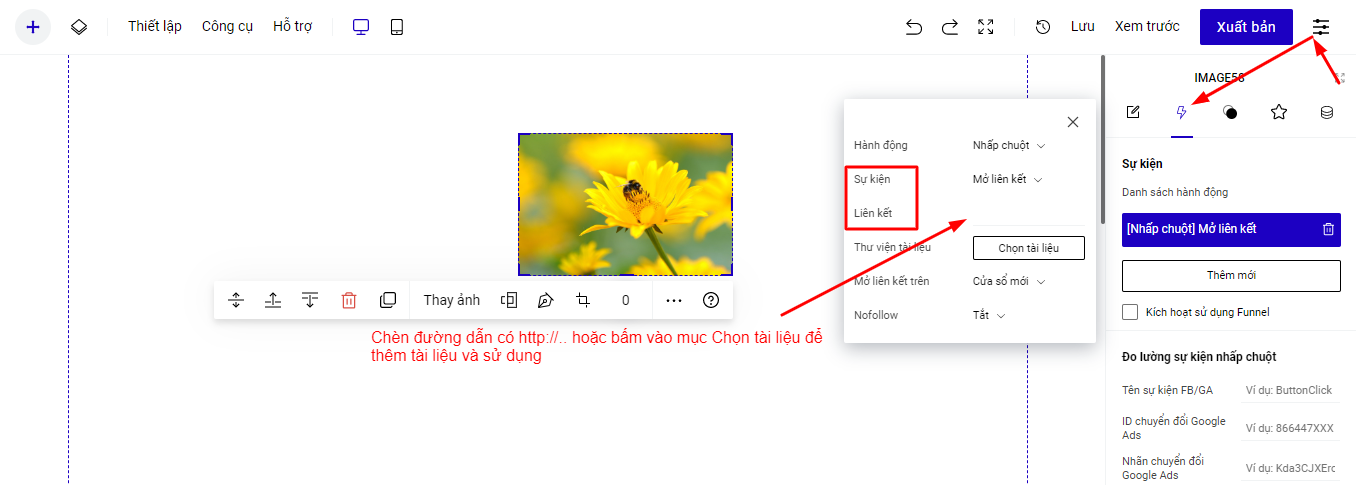 Thiết lập Công cụ Hỗ trợ Lưu Xem trước Xuất bản
IMAGE58
Hành động Nhấp chuột
Sự kiện Mở liên kết
Liên kết
Thư viện tài liệu Chọn tài liệu
Mở liên kết trên Cửa sổ mới
Nofollow Tắt
Thay ảnh 0
Chèn đường dẫn có http://.. hoặc bấm vào mục Chọn tài liệu để
thêm tài liệu và sử dụng
Sự kiện
Danh sách hành động
[Nhấp chuột] Mở liên kết
Thêm mới
Kích hoạt sử dụng Funnel
Đo lường sự kiện nhấp chuột
Tên sự kiện FB/GA Ví dụ: ButtonClick
ID chuyển đổi Google
Ads Ví dụ: 866447XXX
Nhãn chuyển đổi
Google Ads Ví dụ: Kda3CJXErc